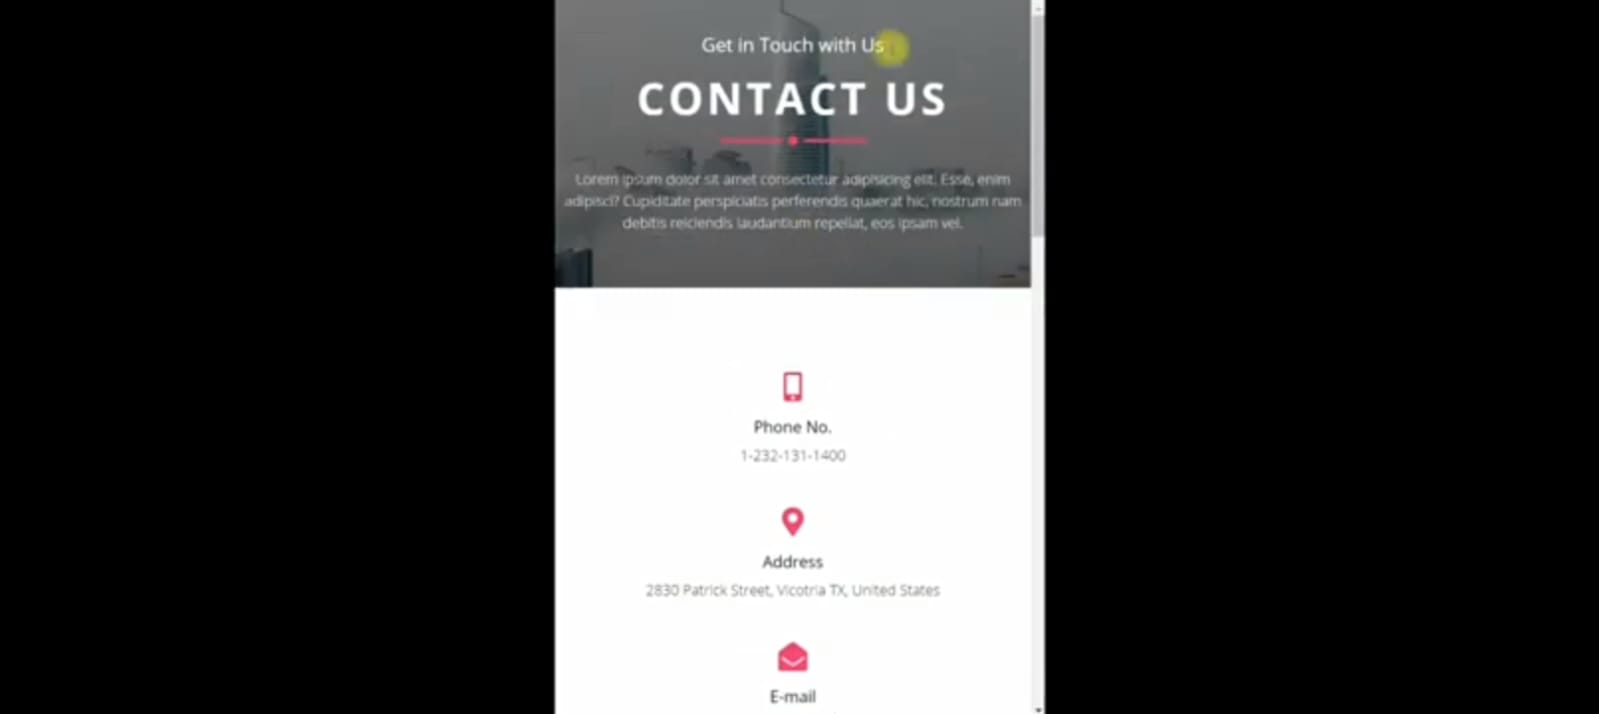 Get in Touch with Us
CONTACT US
Lorem ipsum dolor sit amet consectetur adipisicing elit. Esse, enim
adipisci? Cupiditate perspiciatis perferendis quaerat hic, nostrum nam
debitis reiciendis laudantium repellat, eos ipsam vel.
Phone No.
1-232-131-1400
Address
2830 Patrick Street, Vicotria TX, United States
E-mail